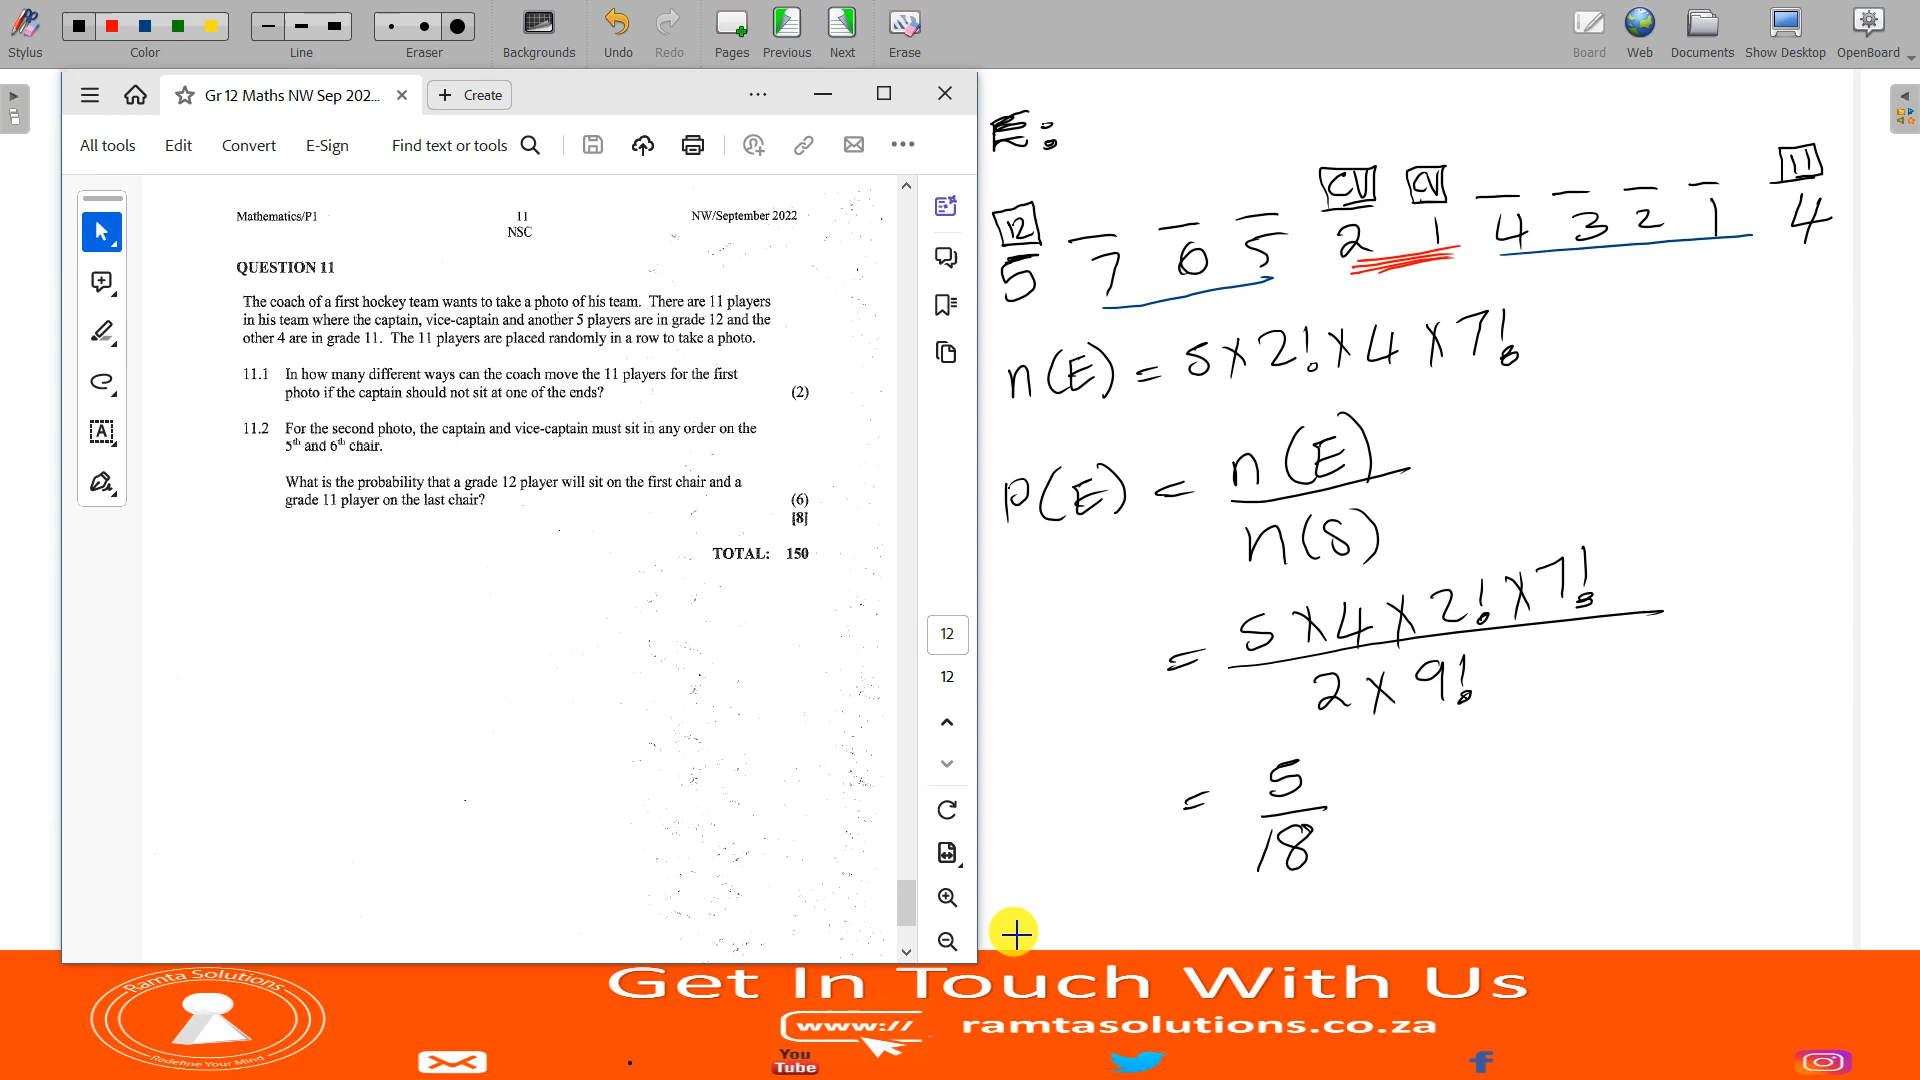 Stylus
Color
Line
Eraser
Backgrounds
Undo
Redo
Pages
Previous
Next
Erase
Board
Web
Documents
Show Desktop
OpenBoard
Gr 12 Maths NW Sep 202...
Create
All tools
Edit
Convert
E-Sign
Find text or tools
Mathematics/P1
11
NSC
NW/September 2022
QUESTION 11
The coach of a first hockey team wants to take a photo of his team. There are 11 players
in his team where the captain, vice-captain and another 5 players are in grade 12 and the
other 4 are in grade 11. The 11 players are placed randomly in a row to take a photo.
11.1 In how many different ways can the coach move the 11 players for the first
photo if the captain should not sit at one of the ends? (2)
11.2 For the second photo, the captain and vice-captain must sit in any order on the
5th and 6th chair.
What is the probability that a grade 12 player will sit on the first chair and a
grade 11 player on the last chair? (6)
[8]
TOTAL: 150
12
12
E:
12 CV CV 11
5 7 6 5 2 1 4 3 2 1 4
n(E) = 5 × 2! × 4 × 7!
P(E) = n(E)
n(S)
= 5 × 4 × 2! × 7!
2 × 9!
= 5
18
Ramta Solutions
Redefine Your Mind
Get In Touch With Us
www:// ramtasolutions.co.za
You
Tube